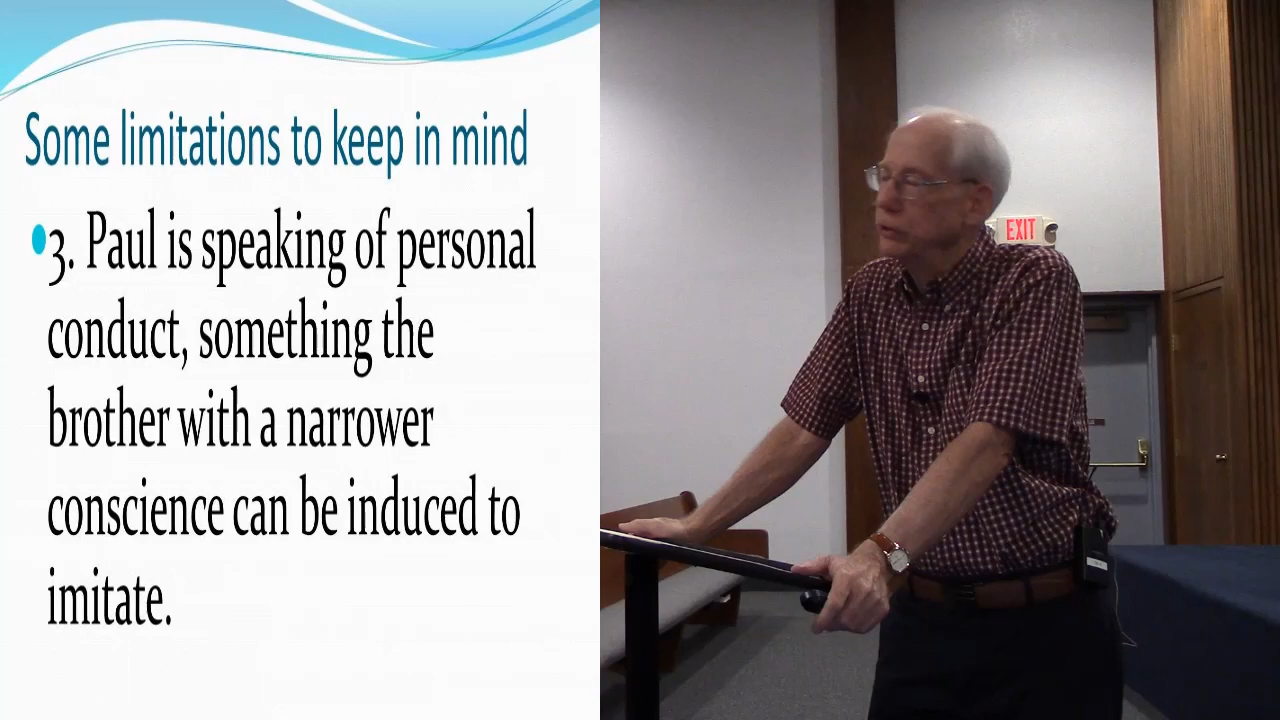 Some limitations to keep in mind
•3. Paul is speaking of personal
conduct, something the
brother with a narrower
conscience can be induced to
imitate.
EXIT